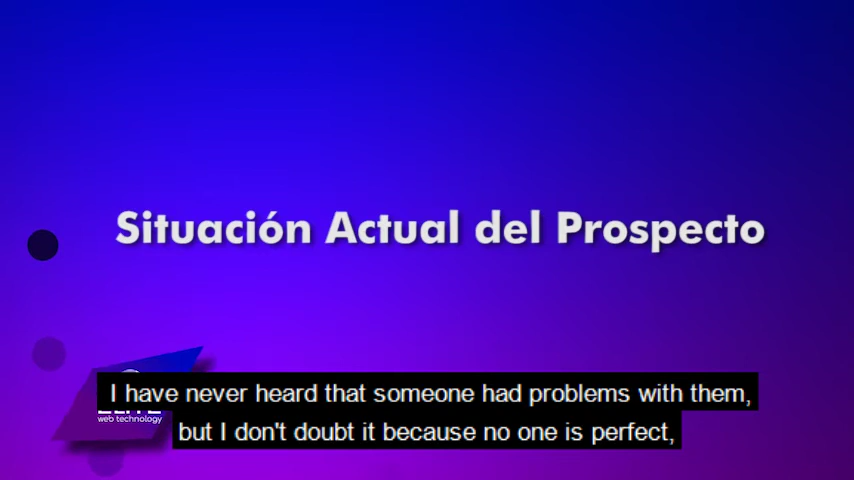 Situación Actual del Prospecto
I have never heard that someone had problems with them,
web technology
but I don't doubt it because no one is perfect,